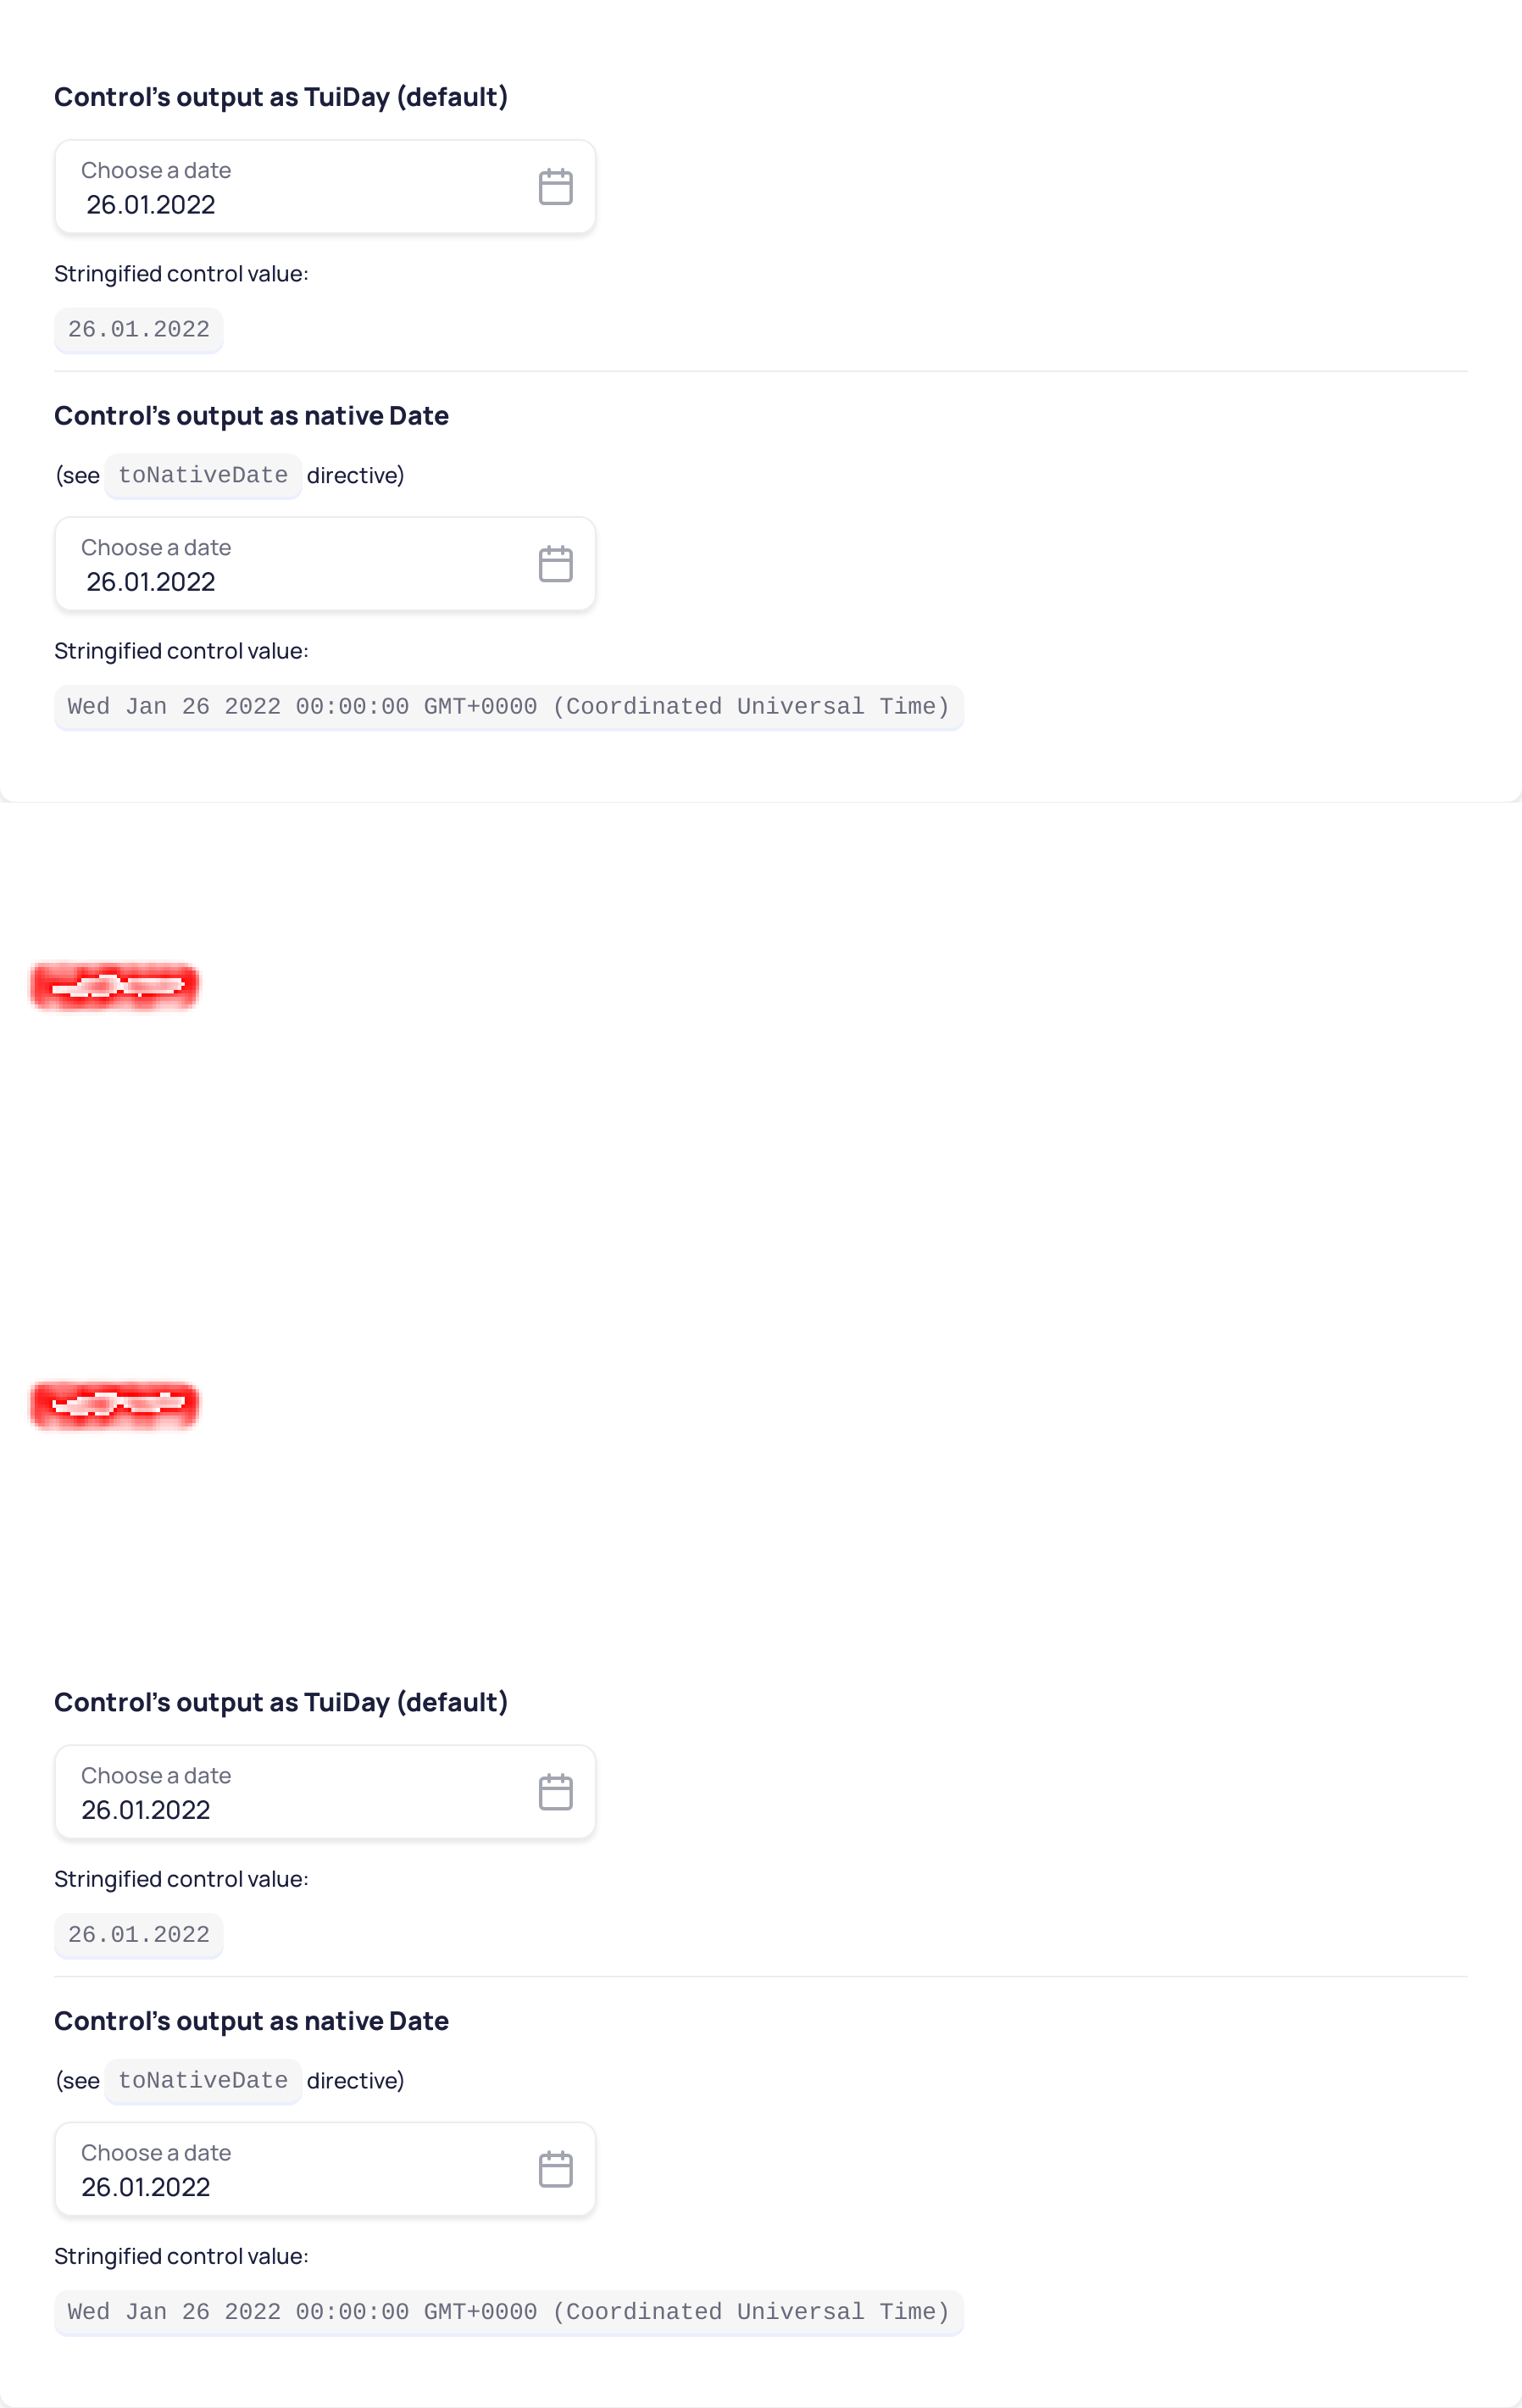 Control's output as TuiDay (default)
Choose a date
26.01.2022
Stringified control value:
26.01.2022
Control's output as native Date
(see toNativeDate directive)
Choose a date
26.01.2022
Stringified control value:
Wed Jan 26 2022 00:00:00 GMT+0000 (Coordinated Universal Time)
Control's output as TuiDay (default)
Choose a date
26.01.2022
Stringified control value:
26.01.2022
Control's output as native Date
(see toNativeDate directive)
Choose a date
26.01.2022
Stringified control value:
Wed Jan 26 2022 00:00:00 GMT+0000 (Coordinated Universal Time)